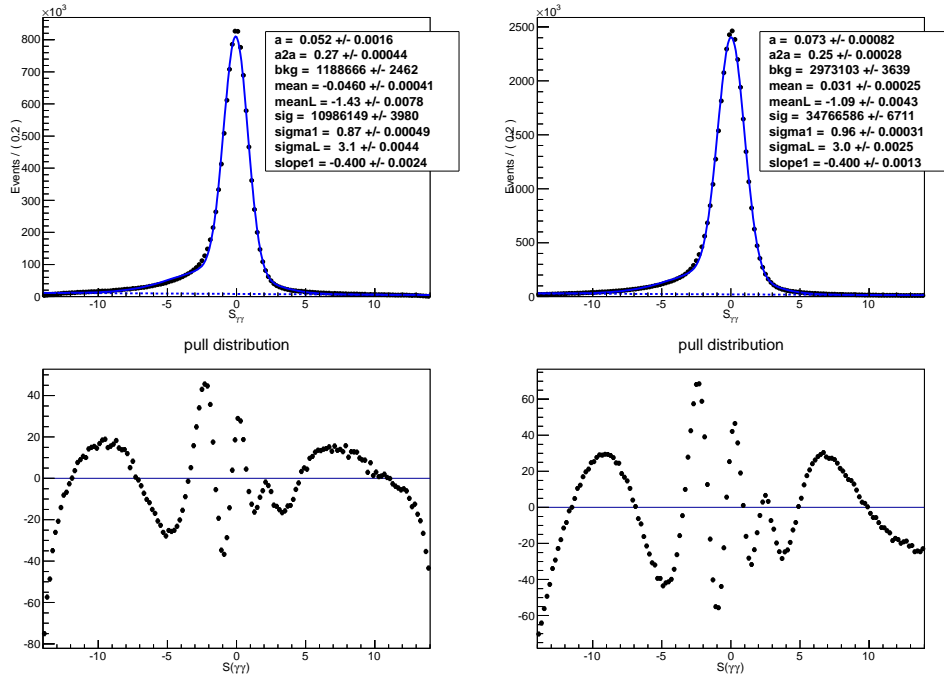 ×10³
800
700
600
500
400
300
200
100
0
Events / ( 0.2 )
-10
-5
0
5
10
S_γγ
a = 0.052 +/- 0.0016
a2a = 0.27 +/- 0.00044
bkg = 1188666 +/- 2462
mean = -0.0460 +/- 0.00041
meanL = -1.43 +/- 0.0078
sig = 10986149 +/- 3980
sigma1 = 0.87 +/- 0.00049
sigmaL = 3.1 +/- 0.0044
slope1 = -0.400 +/- 0.0024
×10³
2500
2000
1500
1000
500
0
Events / ( 0.2 )
-10
-5
0
5
10
S_γγ
a = 0.073 +/- 0.00082
a2a = 0.25 +/- 0.00028
bkg = 2973103 +/- 3639
mean = 0.031 +/- 0.00025
meanL = -1.09 +/- 0.0043
sig = 34766586 +/- 6711
sigma1 = 0.96 +/- 0.00031
sigmaL = 3.0 +/- 0.0025
slope1 = -0.400 +/- 0.0013
pull distribution
40
20
0
-20
-40
-60
-80
-10
-5
0
5
10
S(γγ)
pull distribution
60
40
20
0
-20
-40
-60
-10
-5
0
5
10
S(γγ)